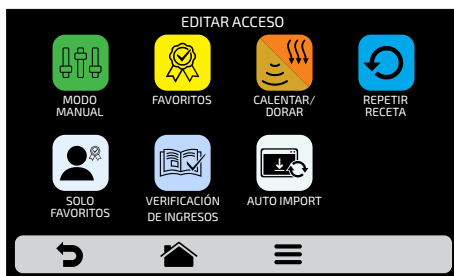 EDITAR ACCESO
MODO
MANUAL
FAVORITOS
CALENTAR/
DORAR
REPETIR
RECETA
SOLO
FAVORITOS
VERIFICACIÓN
DE INGRESOS
AUTO IMPORT